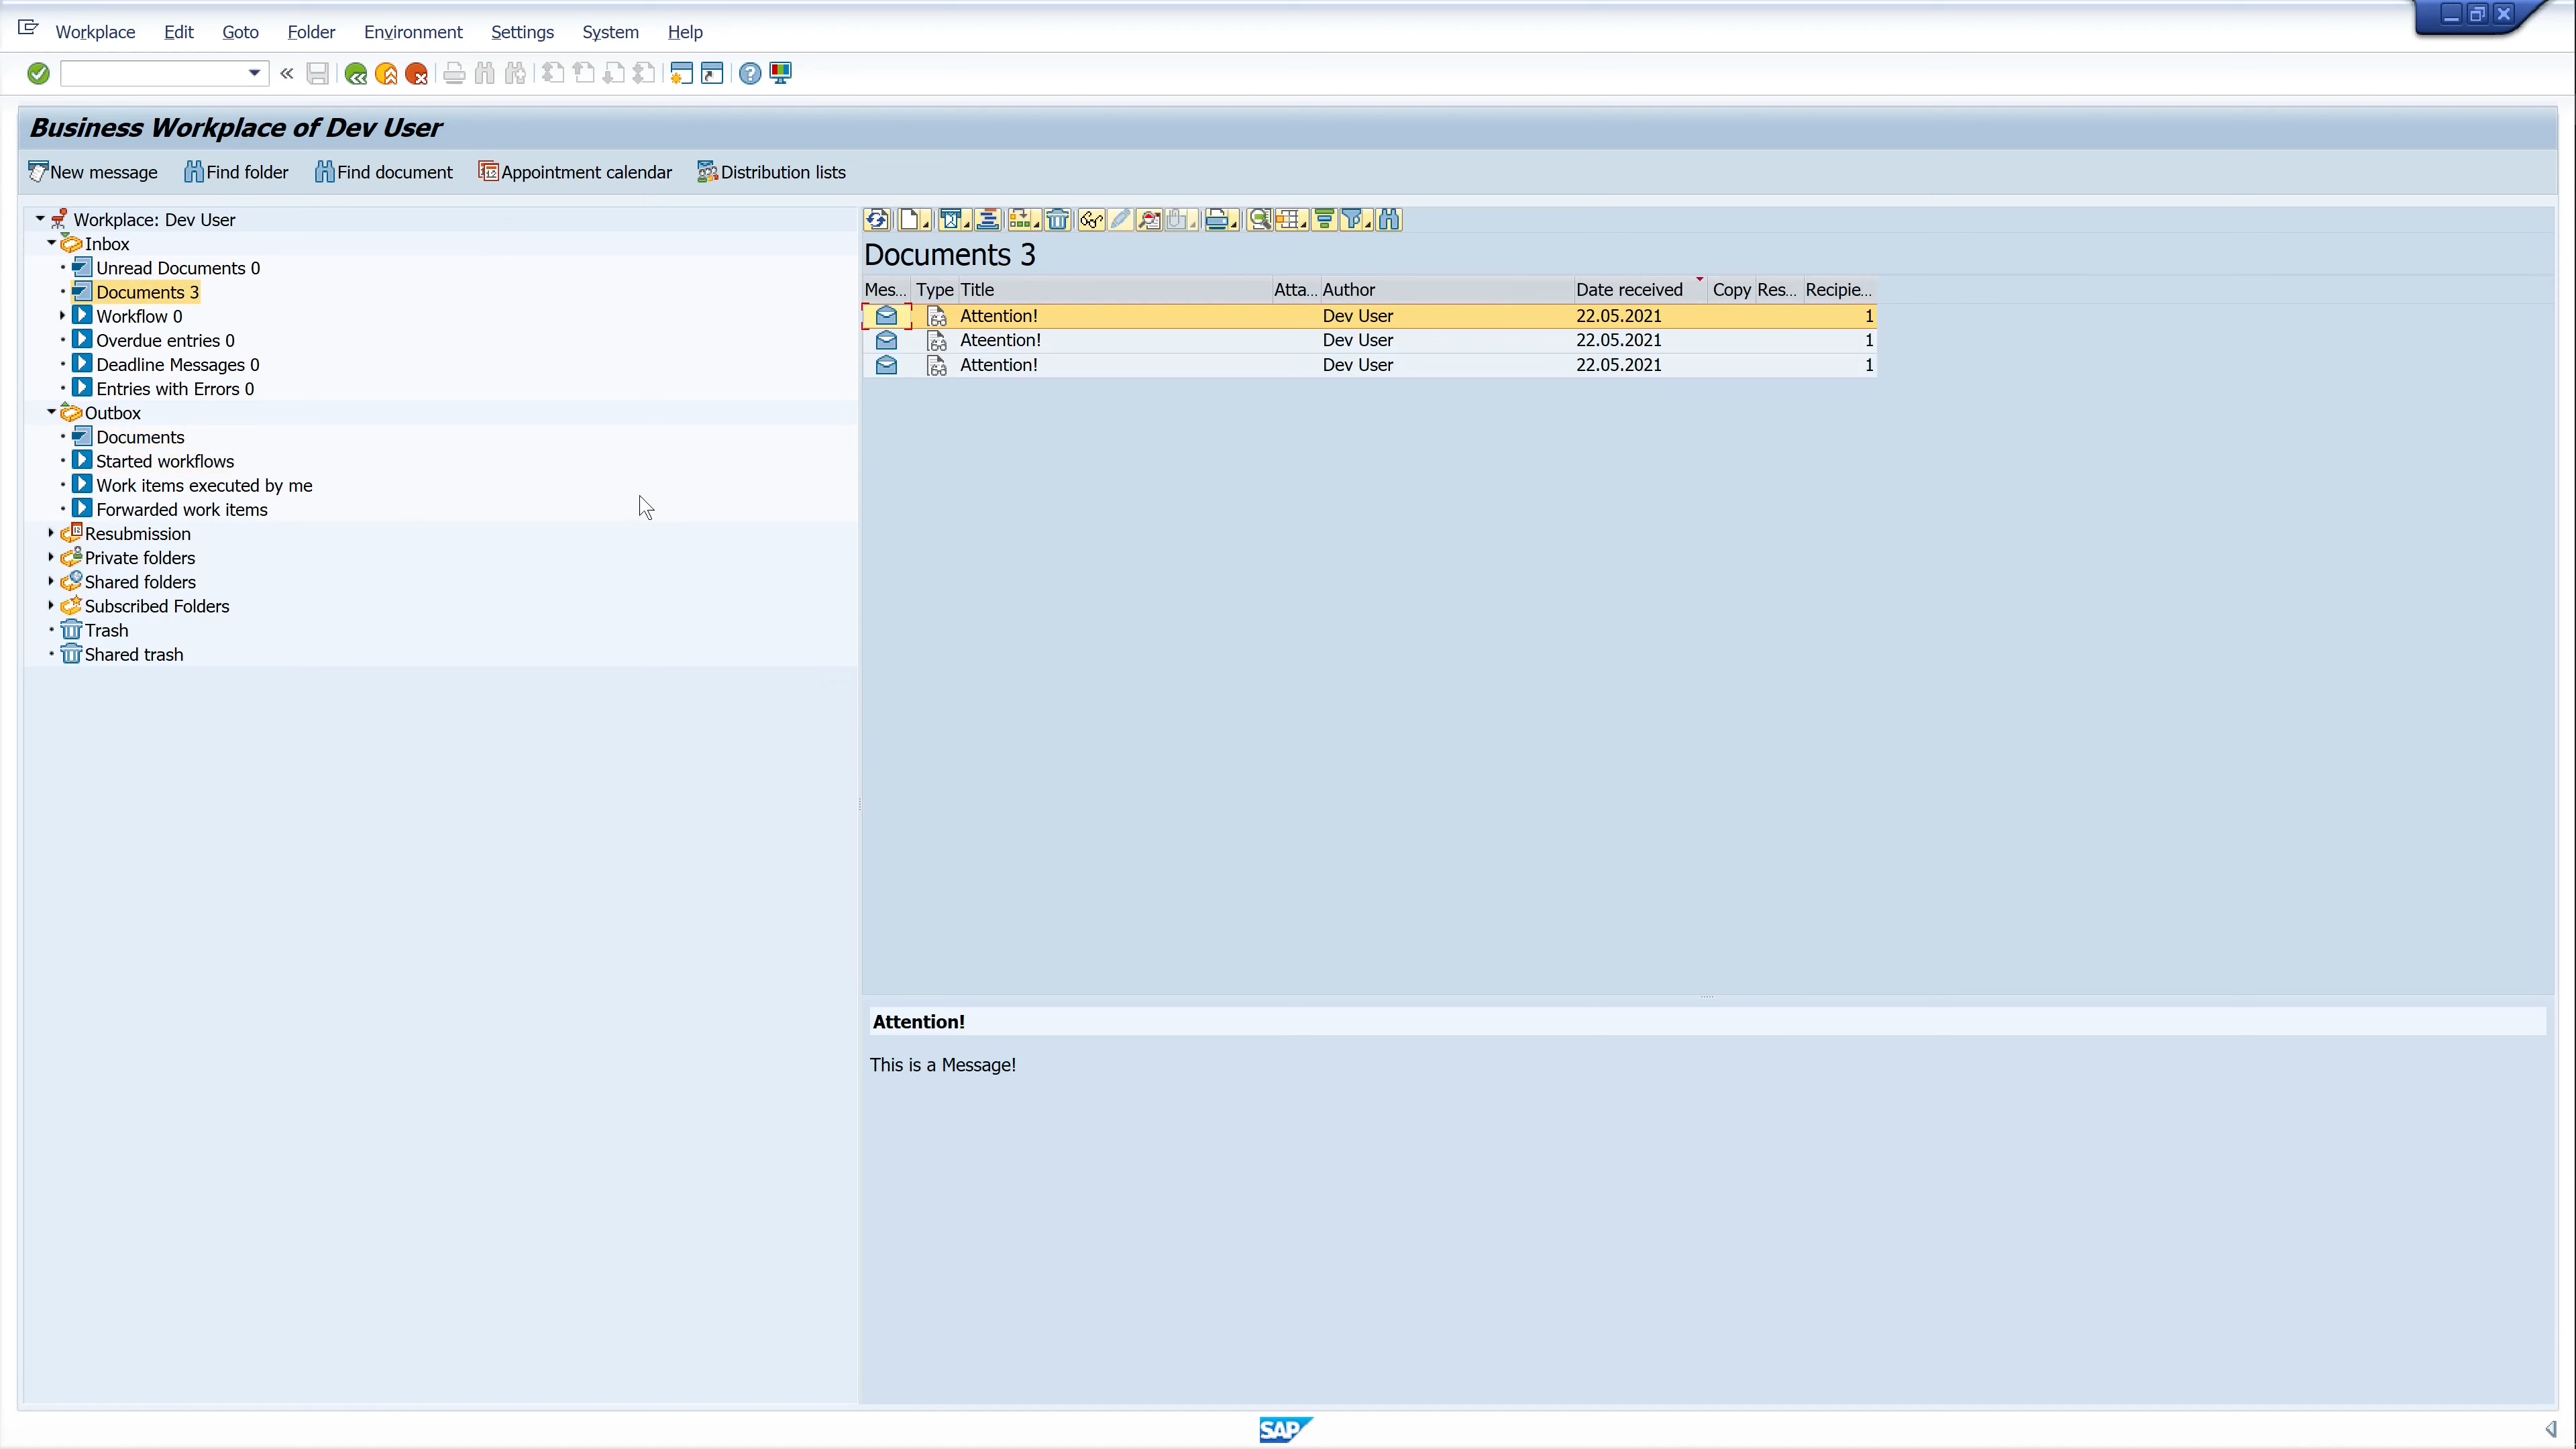 Workplace Edit Goto Folder Environment Settings System Help
Business Workplace of Dev User
New message Find folder Find document Appointment calendar Distribution lists
Workplace: Dev User
Inbox
Unread Documents 0
Documents 3
Workflow 0
Overdue entries 0
Deadline Messages 0
Entries with Errors 0
Outbox
Documents
Started workflows
Work items executed by me
Forwarded work items
Resubmission
Private folders
Shared folders
Subscribed Folders
Trash
Shared trash
Documents 3
Mes... Type Title Atta... Author Date received Copy Res... Recipie...
Attention! Dev User 22.05.2021 1
Ateention! Dev User 22.05.2021 1
Attention! Dev User 22.05.2021 1
Attention!
This is a Message!
SAP